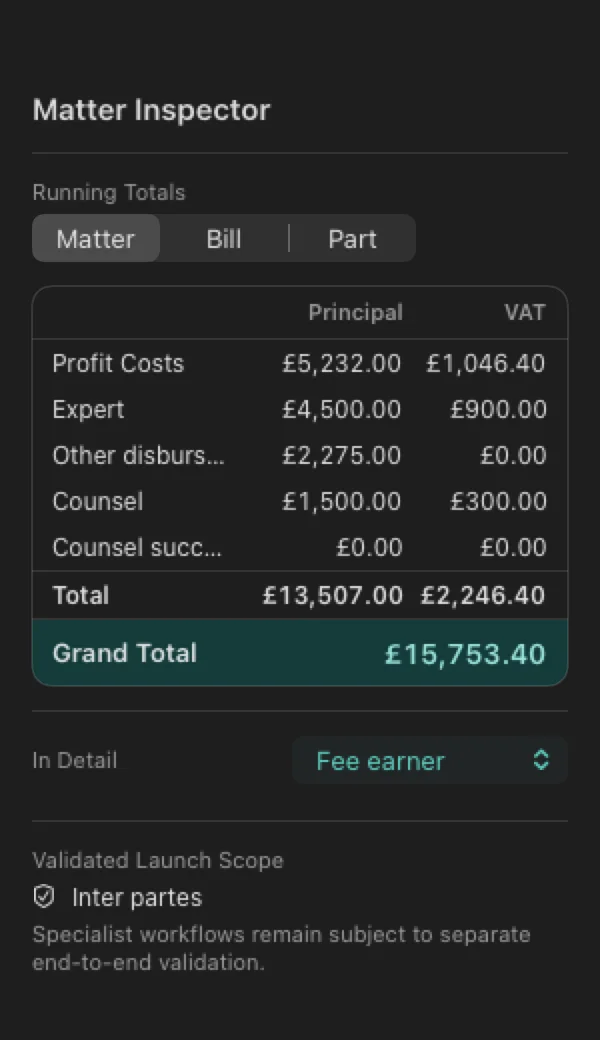 Matter Inspector
Running Totals
Matter Bill Part
Principal VAT
Profit Costs £5,232.00 £1,046.40
Expert £4,500.00 £900.00
Other disburs... £2,275.00 £0.00
Counsel £1,500.00 £300.00
Counsel succ... £0.00 £0.00
Total £13,507.00 £2,246.40
Grand Total £15,753.40
In Detail Fee earner
Validated Launch Scope
Inter partes
Specialist workflows remain subject to separate
end-to-end validation.